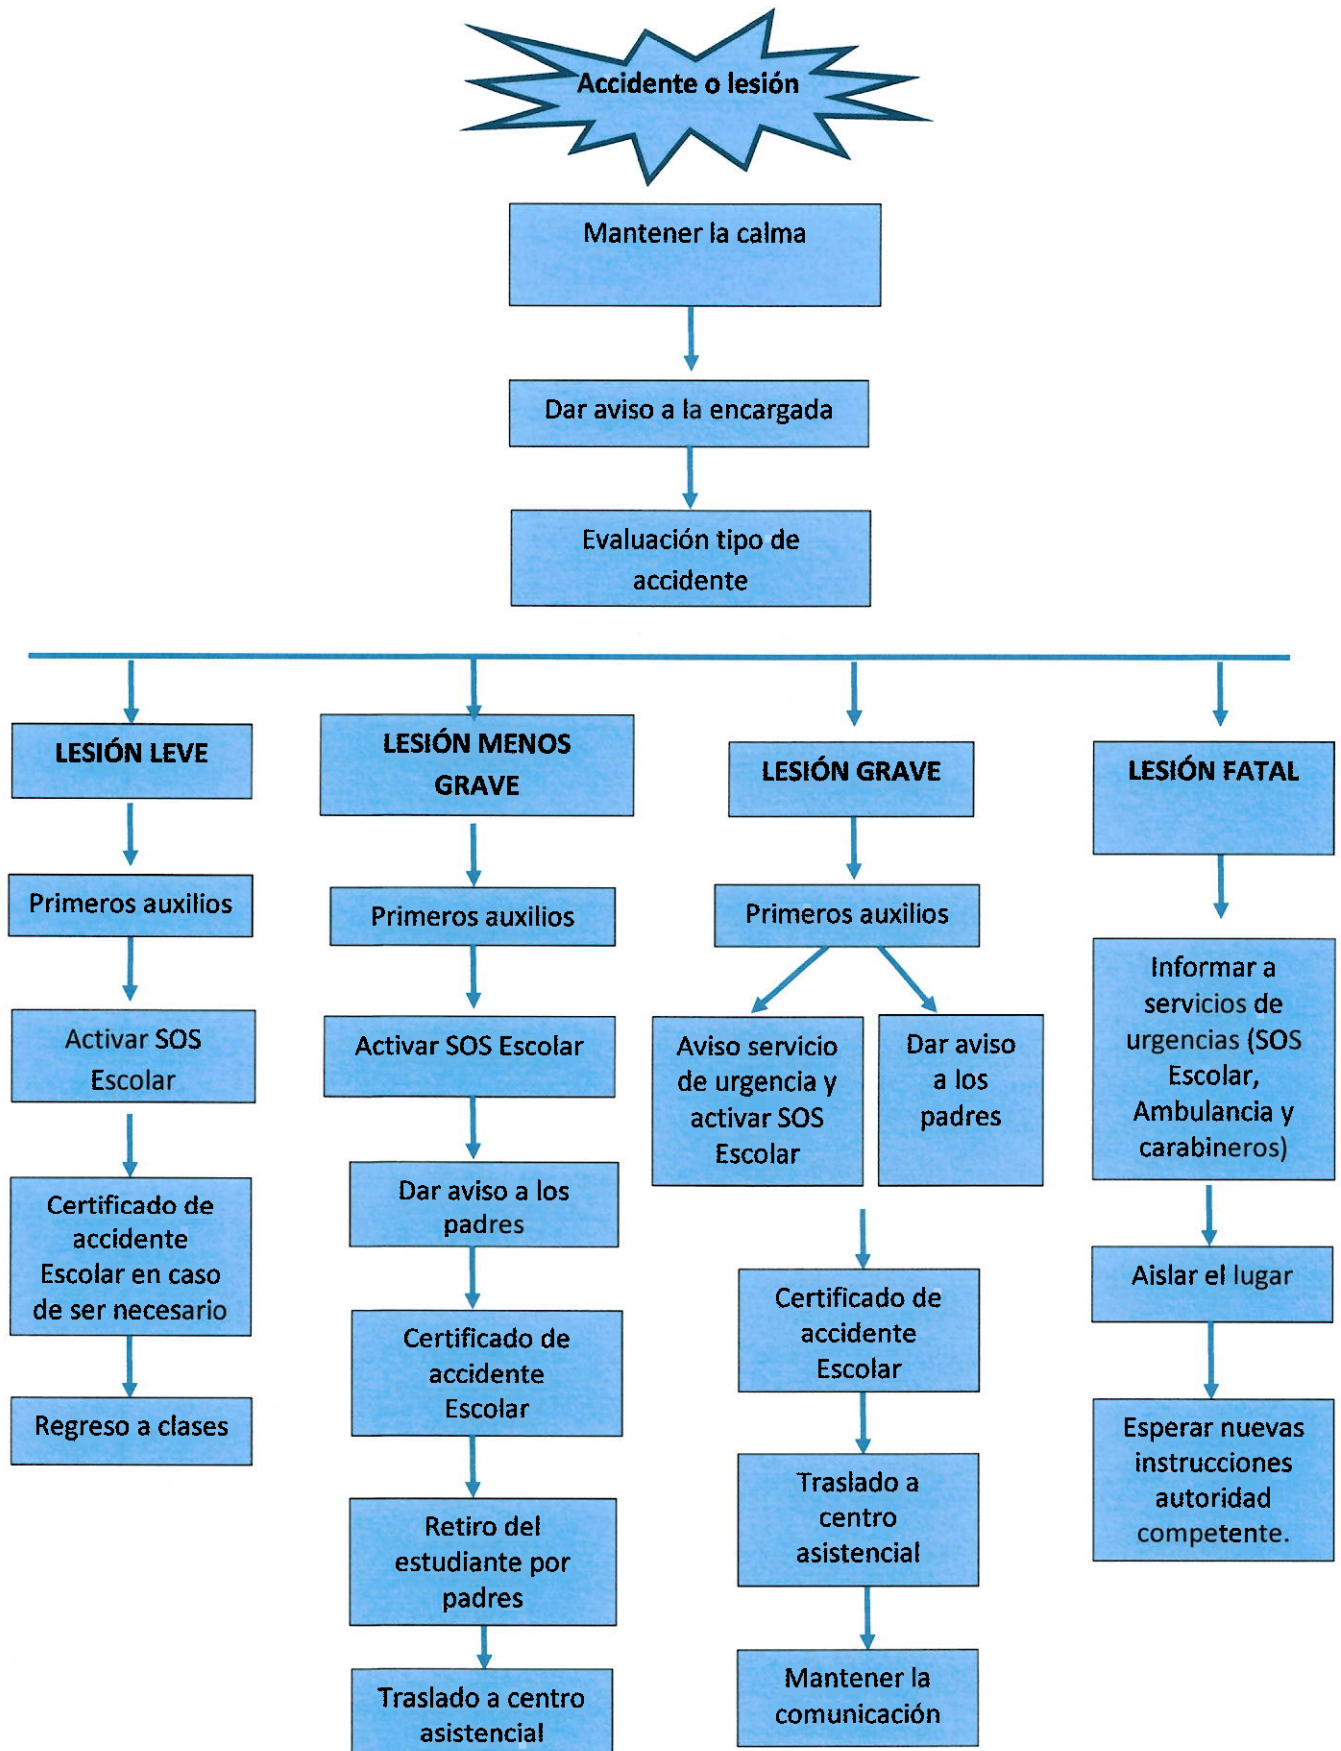 Accidente o lesión
Mantener la calma
Dar aviso a la encargada
Evaluación tipo de
accidente
LESIÓN LEVE
Primeros auxilios
Activar SOS
Escolar
Certificado de
accidente
Escolar en caso
de ser necesario
Regreso a clases
LESIÓN MENOS
GRAVE
Primeros auxilios
Activar SOS Escolar
Dar aviso a los
padres
Certificado de
accidente
Escolar
Retiro del
estudiante por
padres
Traslado a centro
asistencial
LESIÓN GRAVE
Primeros auxilios
Aviso servicio
de urgencia y
activar SOS
Escolar
Dar aviso
a los
padres
Certificado de
accidente
Escolar
Traslado a
centro
asistencial
Mantener la
comunicación
LESIÓN FATAL
Informar a
servicios de
urgencias (SOS
Escolar,
Ambulancia y
carabineros)
Aislar el lugar
Esperar nuevas
instrucciones
autoridad
competente.